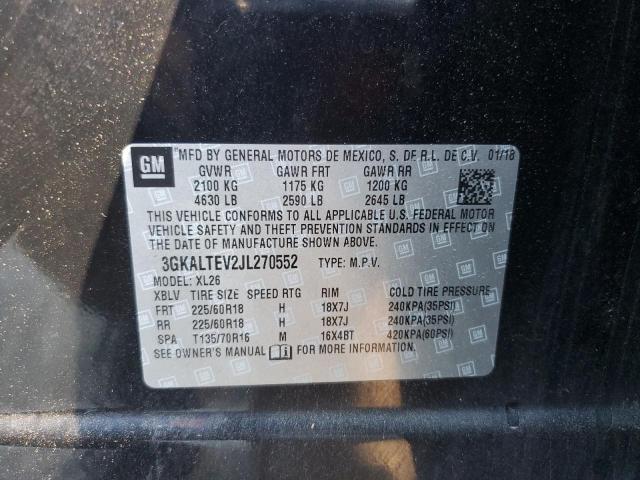 GM
MFD BY GENERAL MOTORS DE MEXICO, S. DE R.L. DE C.V. 01/18
GVWR GAWR FRT GAWR RR
2100 KG 1175 KG 1200 KG
4630 LB 2590 LB 2645 LB
THIS VEHICLE CONFORMS TO ALL APPLICABLE U.S. FEDERAL MOTOR
VEHICLE SAFETY AND THEFT PREVENTION STANDARDS IN EFFECT ON
THE DATE OF MANUFACTURE SHOWN ABOVE.
3GKALTEV2JL270552 TYPE: M.P.V.
MODEL: XL26
XBLV TIRE SIZE SPEED RTG RIM COLD TIRE PRESSURE
FRT 225/60R18 H 18X7J 240KPA(35PSI)
RR 225/60R18 H 18X7J 240KPA(35PSI)
SPA T135/70R16 M 16X4BT 420KPA(60PSI)
SEE OWNER'S MANUAL FOR MORE INFORMATION.